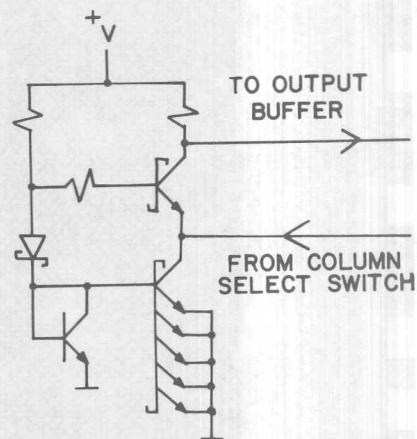 +V
TO OUTPUT
BUFFER
FROM COLUMN
SELECT SWITCH